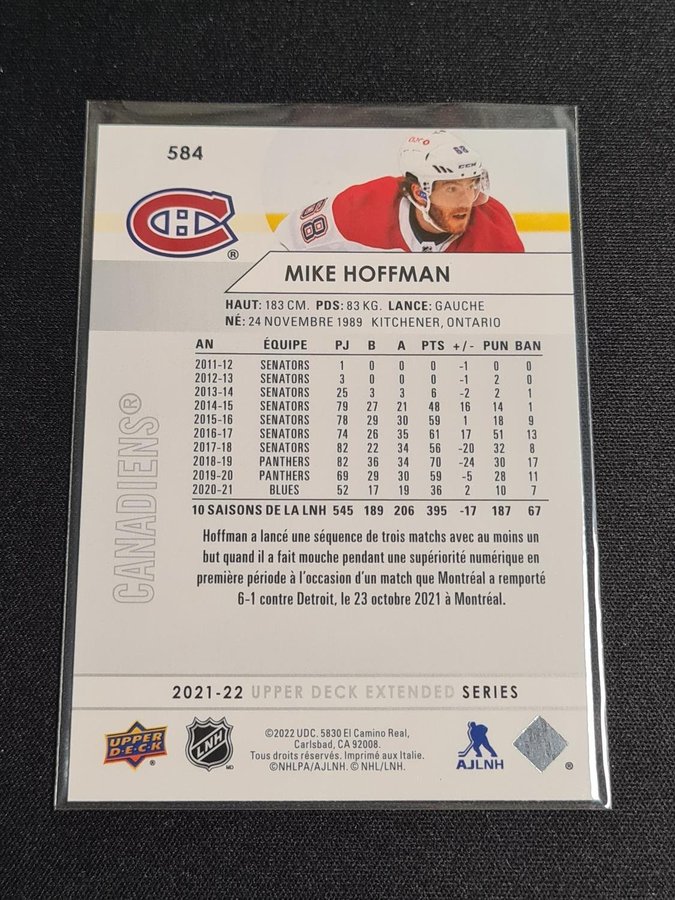 584
68
CCM
68
MIKE HOFFMAN
HAUT: 183 CM. PDS: 83 KG. LANCE: GAUCHE
NÉ: 24 NOVEMBRE 1989 KITCHENER, ONTARIO
AN ÉQUIPE PJ B A PTS +/- PUN BAN
2011-12 SENATORS 1 0 0 0 -1 0 0
2012-13 SENATORS 3 0 0 0 -1 2 0
2013-14 SENATORS 25 3 3 6 -2 2 1
2014-15 SENATORS 79 27 21 48 16 14 1
2015-16 SENATORS 78 29 30 59 1 18 9
2016-17 SENATORS 74 26 35 61 17 51 13
2017-18 SENATORS 82 22 34 56 -20 32 8
2018-19 PANTHERS 82 36 34 70 -24 30 17
2019-20 PANTHERS 69 29 30 59 -5 28 11
2020-21 BLUES 52 17 19 36 2 10 7
10 SAISONS DE LA LNH 545 189 206 395 -17 187 67
CANADIENS®
Hoffman a lancé une séquence de trois matchs avec au moins un
but quand il a fait mouche pendant une supériorité numérique en
première période à l'occasion d'un match que Montréal a remporté
6-1 contre Detroit, le 23 octobre 2021 à Montréal.
2021-22 UPPER DECK EXTENDED SERIES
UPPER DECK ®
LNH MD
©2022 UDC. 5830 El Camino Real,
Carlsbad, CA 92008.
Tous droits réservés. Imprimé aux Italie.
©NHLPA/AJLNH. © NHL/LNH.
AJLNH
®